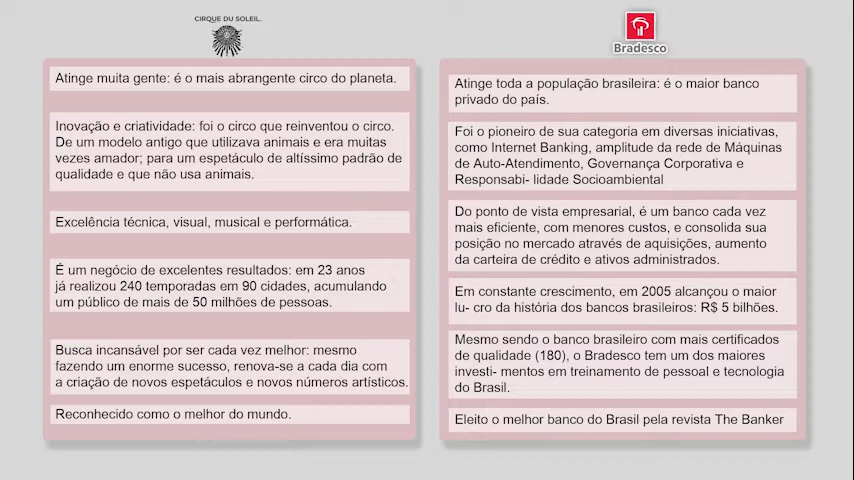 CIRQUE DU SOLEIL.
Atinge muita gente: é o mais abrangente circo do planeta.
Inovação e criatividade: foi o circo que reinventou o circo.
De um modelo antigo que utilizava animais e era muitas
vezes amador; para um espetáculo de altíssimo padrão de
qualidade e que não usa animais.
Excelência técnica, visual, musical e performática.
É um negócio de excelentes resultados: em 23 anos
já realizou 240 temporadas em 90 cidades, acumulando
um público de mais de 50 milhões de pessoas.
Busca incansável por ser cada vez melhor: mesmo
fazendo um enorme sucesso, renova-se a cada dia com
a criação de novos espetáculos e novos números artísticos.
Reconhecido como o melhor do mundo.
Bradesco
Atinge toda a população brasileira: é o maior banco
privado do país.
Foi o pioneiro de sua categoria em diversas iniciativas,
como Internet Banking, amplitude da rede de Máquinas
de Auto-Atendimento, Governança Corporativa e
Responsabi- lidade Socioambiental
Do ponto de vista empresarial, é um banco cada vez
mais eficiente, com menores custos, e consolida sua
posição no mercado através de aquisições, aumento
da carteira de crédito e ativos administrados.
Em constante crescimento, em 2005 alcançou o maior
lu- cro da história dos bancos brasileiros: R$ 5 bilhões.
Mesmo sendo o banco brasileiro com mais certificados
de qualidade (180), o Bradesco tem um dos maiores
investi- mentos em treinamento de pessoal e tecnologia
do Brasil.
Eleito o melhor banco do Brasil pela revista The Banker